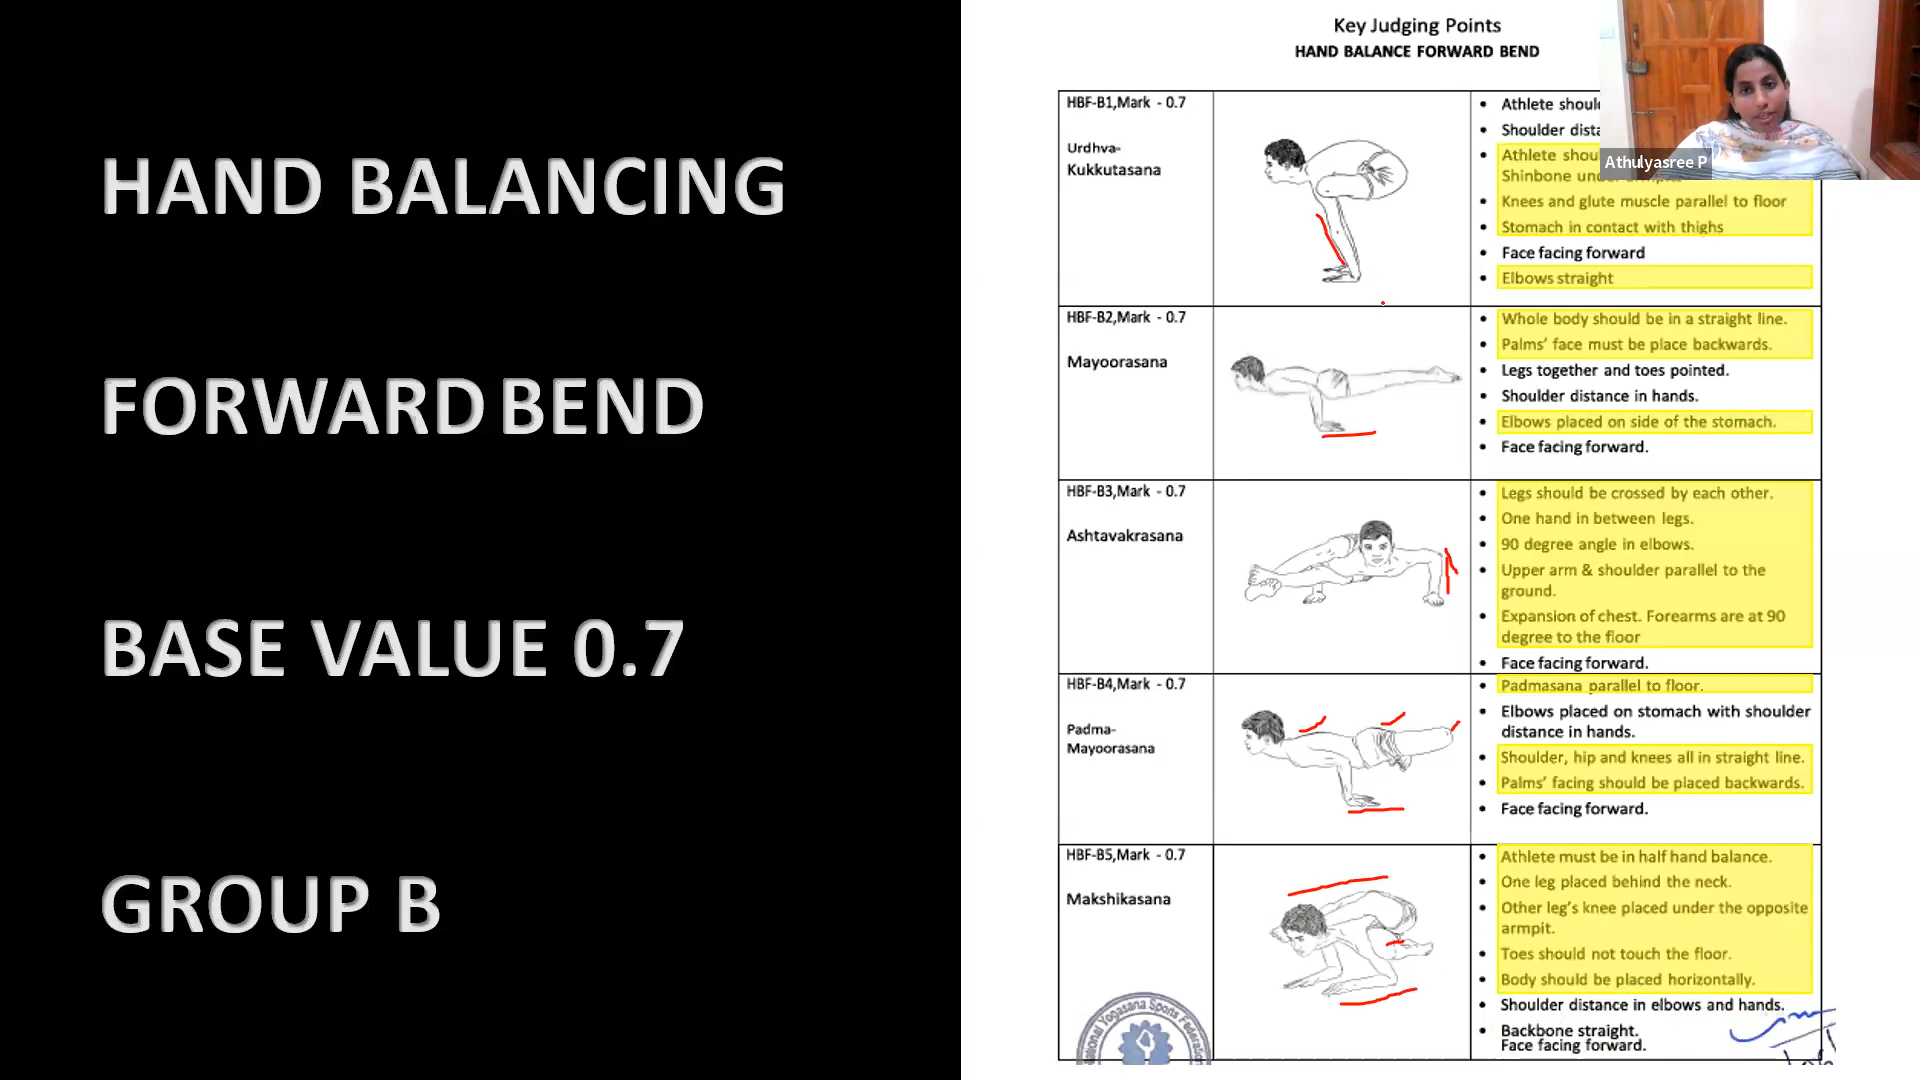 HAND BALANCING
FORWARD BEND
BASE VALUE 0.7
GROUP B
Key Judging Points
HAND BALANCE FORWARD BEND
HBF-B1,Mark - 0.7
Urdhva-
Kukkutasana
• Athlete
• Shoulder
• Athlete
Shinbone
• Knees and glute muscle parallel to floor
• Stomach in contact with thighs
• Face facing forward
• Elbows straight
Athulyasree P
HBF-B2,Mark - 0.7
Mayoorasana
• Whole body should be in a straight line.
• Palms' face must be place backwards.
• Legs together and toes pointed.
• Shoulder distance in hands.
• Elbows placed on side of the stomach.
• Face facing forward.
HBF-B3,Mark - 0.7
Ashtavakrasana
• Legs should be crossed by each other.
• One hand in between legs.
• 90 degree angle in elbows.
• Upper arm & shoulder parallel to the
ground.
• Expansion of chest. Forearms are at 90
degree to the floor
• Face facing forward.
HBF-B4,Mark - 0.7
Padma-
Mayoorasana
• Padmasana parallel to floor.
• Elbows placed on stomach with shoulder
distance in hands.
• Shoulder, hip and knees all in straight line.
• Palms' facing should be placed backwards.
• Face facing forward.
HBF-B5,Mark - 0.7
Makshikasana
• Athlete must be in half hand balance.
• One leg placed behind the neck.
• Other leg's knee placed under the opposite
armpit.
• Toes should not touch the floor.
• Body should be placed horizontally.
• Shoulder distance in elbows and hands.
• Backbone straight.
Face facing forward.
Yogasana Sports